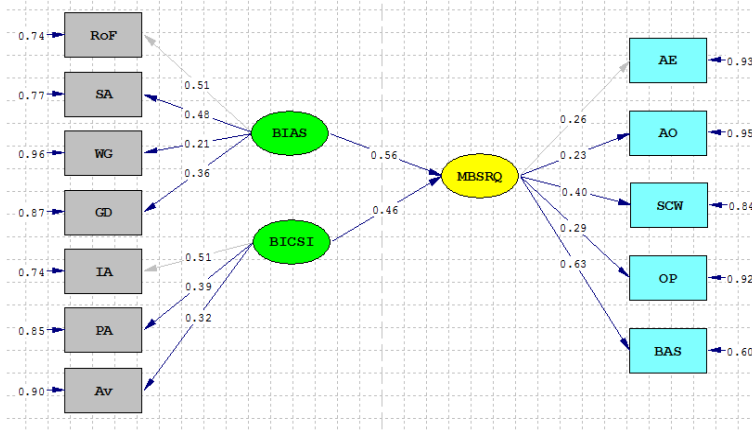 0.74 RoF
0.77 SA
0.96 WG
0.87 GD
0.74 IA
0.85 PA
0.90 Av
0.51
0.48
0.21
0.36
0.51
0.39
0.32
BIAS
BICSI
0.56
0.46
MBSRQ
0.26
0.23
0.40
0.29
0.63
AE 0.93
AO 0.95
SCW 0.84
OP 0.92
BAS 0.60